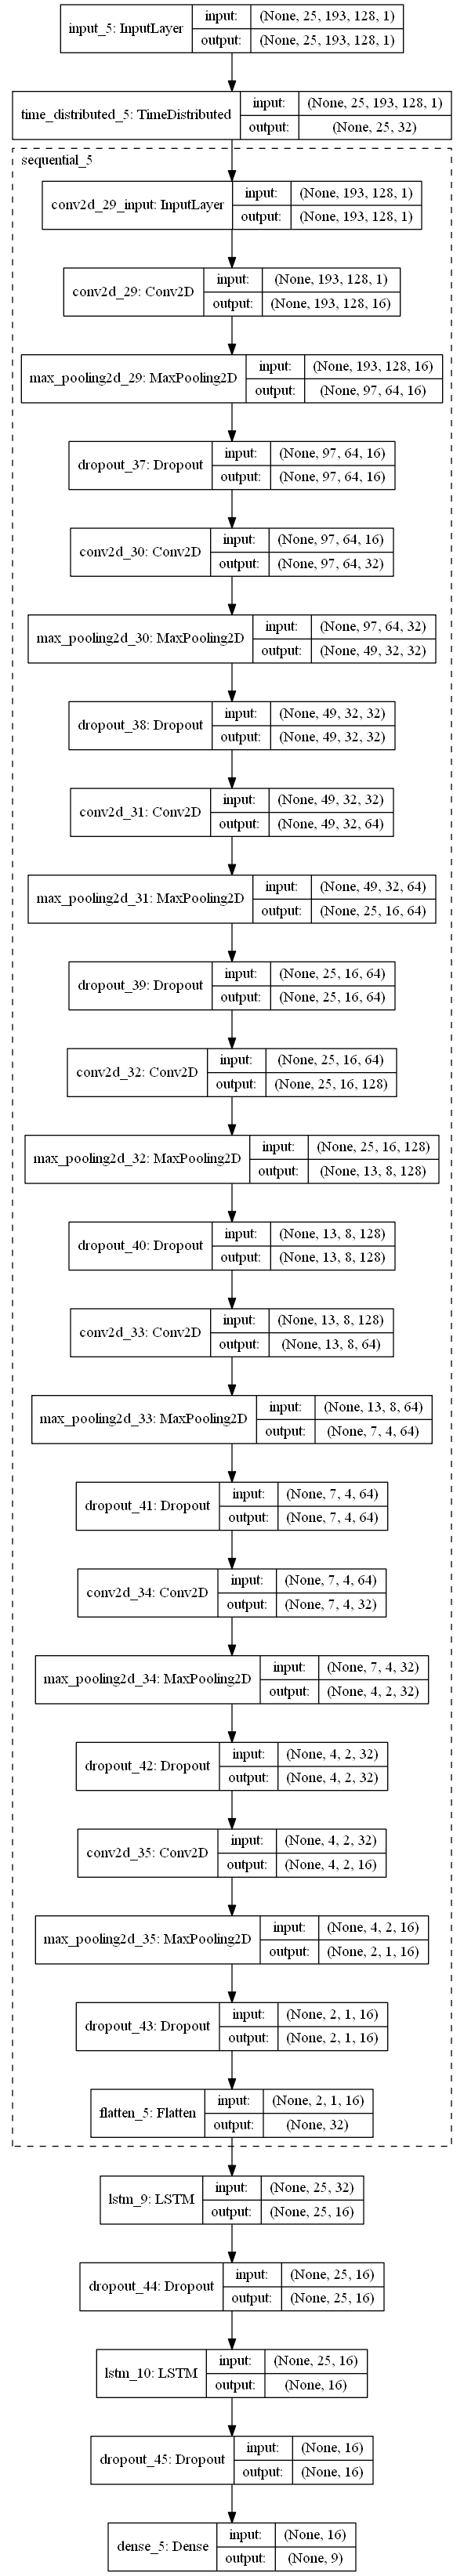 input_5: InputLayer
input: (None, 25, 193, 128, 1)
output: (None, 25, 193, 128, 1)
time_distributed_5: TimeDistributed
input: (None, 25, 193, 128, 1)
output: (None, 25, 32)
sequential_5
conv2d_29_input: InputLayer
input: (None, 193, 128, 1)
output: (None, 193, 128, 1)
conv2d_29: Conv2D
input: (None, 193, 128, 1)
output: (None, 193, 128, 16)
max_pooling2d_29: MaxPooling2D
input: (None, 193, 128, 16)
output: (None, 97, 64, 16)
dropout_37: Dropout
input: (None, 97, 64, 16)
output: (None, 97, 64, 16)
conv2d_30: Conv2D
input: (None, 97, 64, 16)
output: (None, 97, 64, 32)
max_pooling2d_30: MaxPooling2D
input: (None, 97, 64, 32)
output: (None, 49, 32, 32)
dropout_38: Dropout
input: (None, 49, 32, 32)
output: (None, 49, 32, 32)
conv2d_31: Conv2D
input: (None, 49, 32, 32)
output: (None, 49, 32, 64)
max_pooling2d_31: MaxPooling2D
input: (None, 49, 32, 64)
output: (None, 25, 16, 64)
dropout_39: Dropout
input: (None, 25, 16, 64)
output: (None, 25, 16, 64)
conv2d_32: Conv2D
input: (None, 25, 16, 64)
output: (None, 25, 16, 128)
max_pooling2d_32: MaxPooling2D
input: (None, 25, 16, 128)
output: (None, 13, 8, 128)
dropout_40: Dropout
input: (None, 13, 8, 128)
output: (None, 13, 8, 128)
conv2d_33: Conv2D
input: (None, 13, 8, 128)
output: (None, 13, 8, 64)
max_pooling2d_33: MaxPooling2D
input: (None, 13, 8, 64)
output: (None, 7, 4, 64)
dropout_41: Dropout
input: (None, 7, 4, 64)
output: (None, 7, 4, 64)
conv2d_34: Conv2D
input: (None, 7, 4, 64)
output: (None, 7, 4, 32)
max_pooling2d_34: MaxPooling2D
input: (None, 7, 4, 32)
output: (None, 4, 2, 32)
dropout_42: Dropout
input: (None, 4, 2, 32)
output: (None, 4, 2, 32)
conv2d_35: Conv2D
input: (None, 4, 2, 32)
output: (None, 4, 2, 16)
max_pooling2d_35: MaxPooling2D
input: (None, 4, 2, 16)
output: (None, 2, 1, 16)
dropout_43: Dropout
input: (None, 2, 1, 16)
output: (None, 2, 1, 16)
flatten_5: Flatten
input: (None, 2, 1, 16)
output: (None, 32)
lstm_9: LSTM
input: (None, 25, 32)
output: (None, 25, 16)
dropout_44: Dropout
input: (None, 25, 16)
output: (None, 25, 16)
lstm_10: LSTM
input: (None, 25, 16)
output: (None, 16)
dropout_45: Dropout
input: (None, 16)
output: (None, 16)
dense_5: Dense
input: (None, 16)
output: (None, 9)